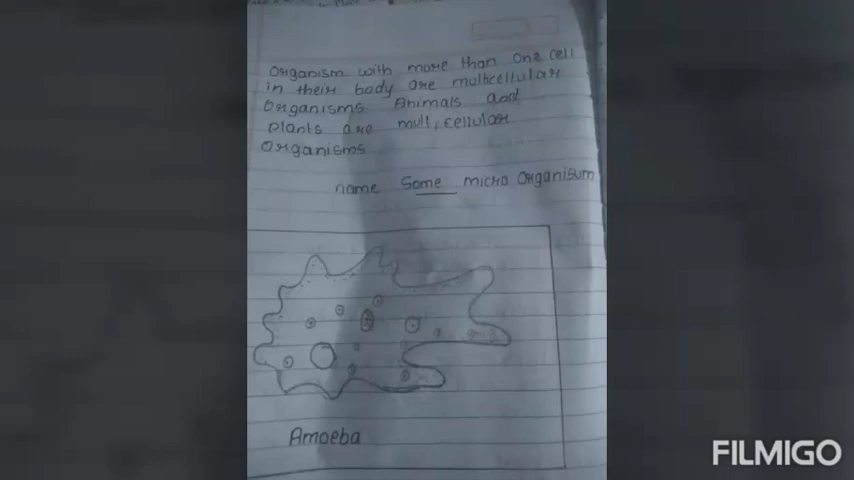 Organism with more than one cell
in their body are multicellular
Organisms Animals and
plants are multicellular
Organisms
name Some micro Organisum
Amoeba
FILMIGO